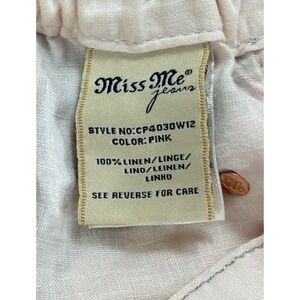 Miss Me
jeans
STYLE NO: CP4030W12
COLOR: PINK
100% LINEN/LINGE/
LINO/LEINEN/
LINHO
SEE REVERSE FOR CARE